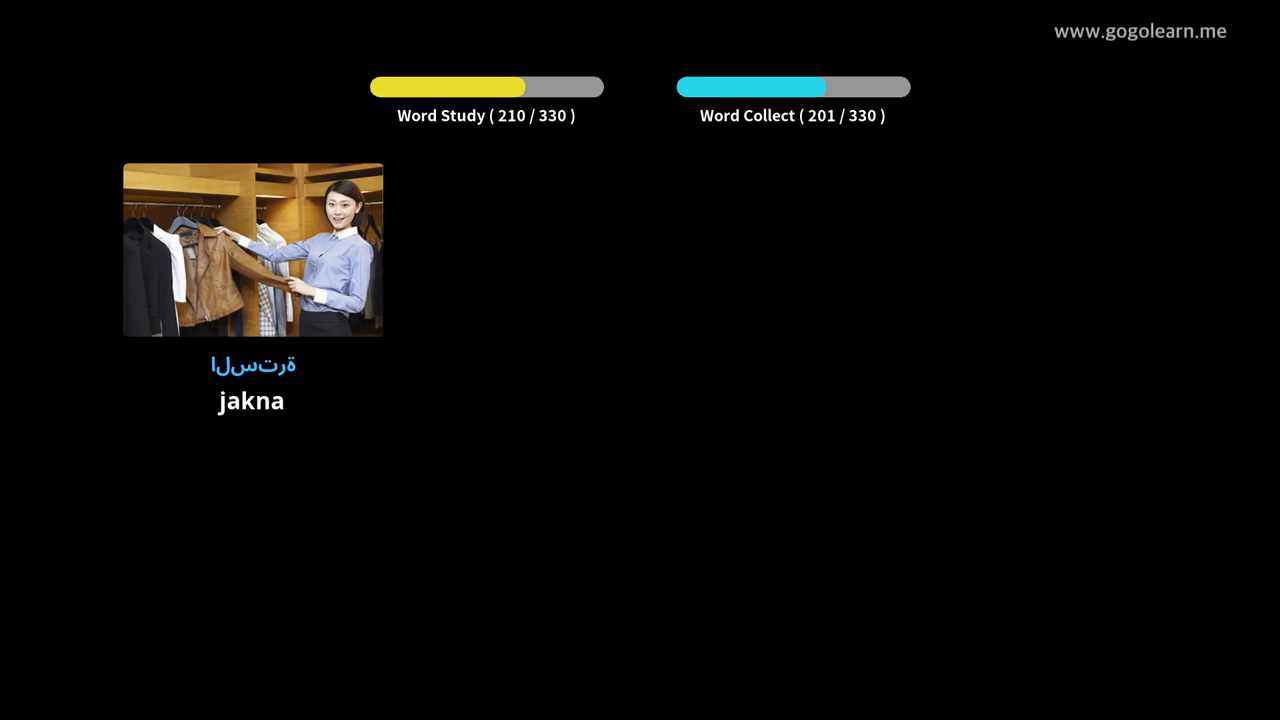 www.gogolearn.me
Word Study ( 210 / 330 )
Word Collect ( 201 / 330 )
السترة
jakna